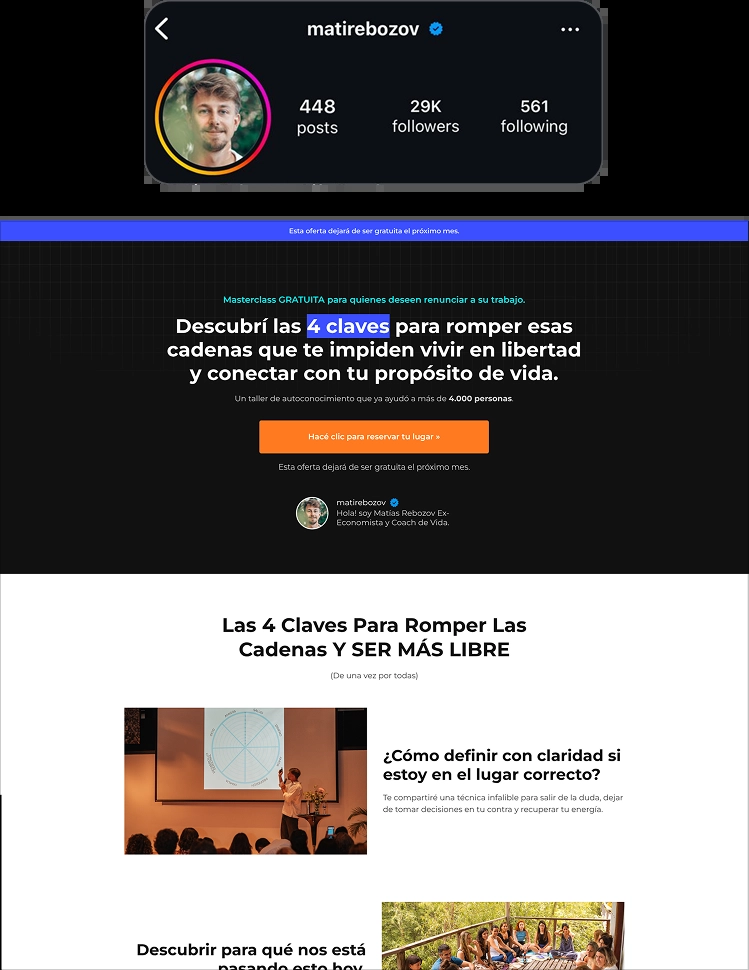 matirebozov
448
29K
561
posts
followers
following
Esta oferta dejará de ser gratuita el próximo mes.
Masterclass GRATUITA para quienes deseen renunciar a su trabajo.
Descubrí las 4 claves para romper esas
cadenas que te impiden vivir en libertad
y conectar con tu propósito de vida.
Un taller de autoconocimiento que ya ayudó a más de 4.000 personas.
Hacé clic para reservar tu lugar »
Esta oferta dejará de ser gratuita el próximo mes.
matirebozov
Hola! soy Matías Rebozov Ex-
Economista y Coach de Vida.
Las 4 Claves Para Romper Las
Cadenas Y SER MÁS LIBRE
(De una vez por todas)
¿Cómo definir con claridad si
estoy en el lugar correcto?
Te compartiré una técnica infalible para salir de la duda, dejar
de tomar decisiones en tu contra y recuperar tu energía.
Descubrir para qué nos está
pasando esto hoy.